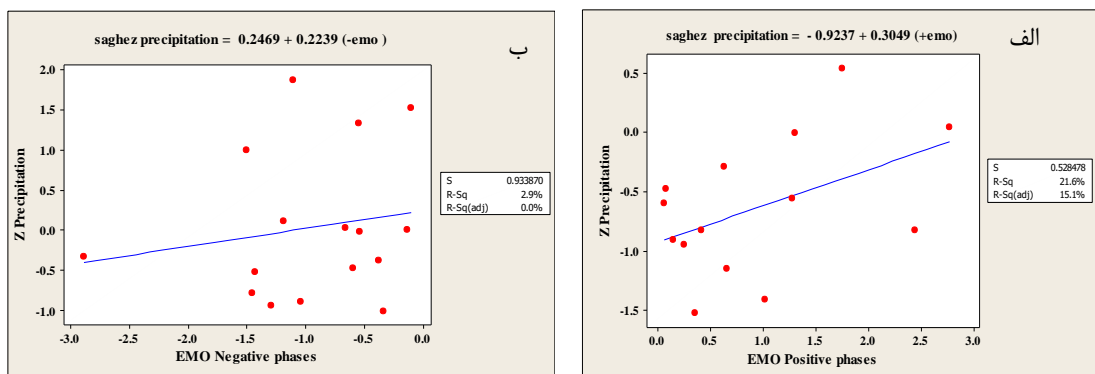 saghez precipitation = 0.2469 + 0.2239 (-emo )
ب
Z Precipitation
2.0
1.5
1.0
0.5
0.0
-0.5
-1.0
-3.0 -2.5 -2.0 -1.5 -1.0 -0.5 0.0
EMO Negative phases
S 0.933870
R-Sq 2.9%
R-Sq(adj) 0.0%
saghez precipitation = - 0.9237 + 0.3049 (+emo)
الف
Z Precipitation
0.5
0.0
-0.5
-1.0
-1.5
0.0 0.5 1.0 1.5 2.0 2.5 3.0
EMO Positive phases
S 0.528478
R-Sq 21.6%
R-Sq(adj) 15.1%